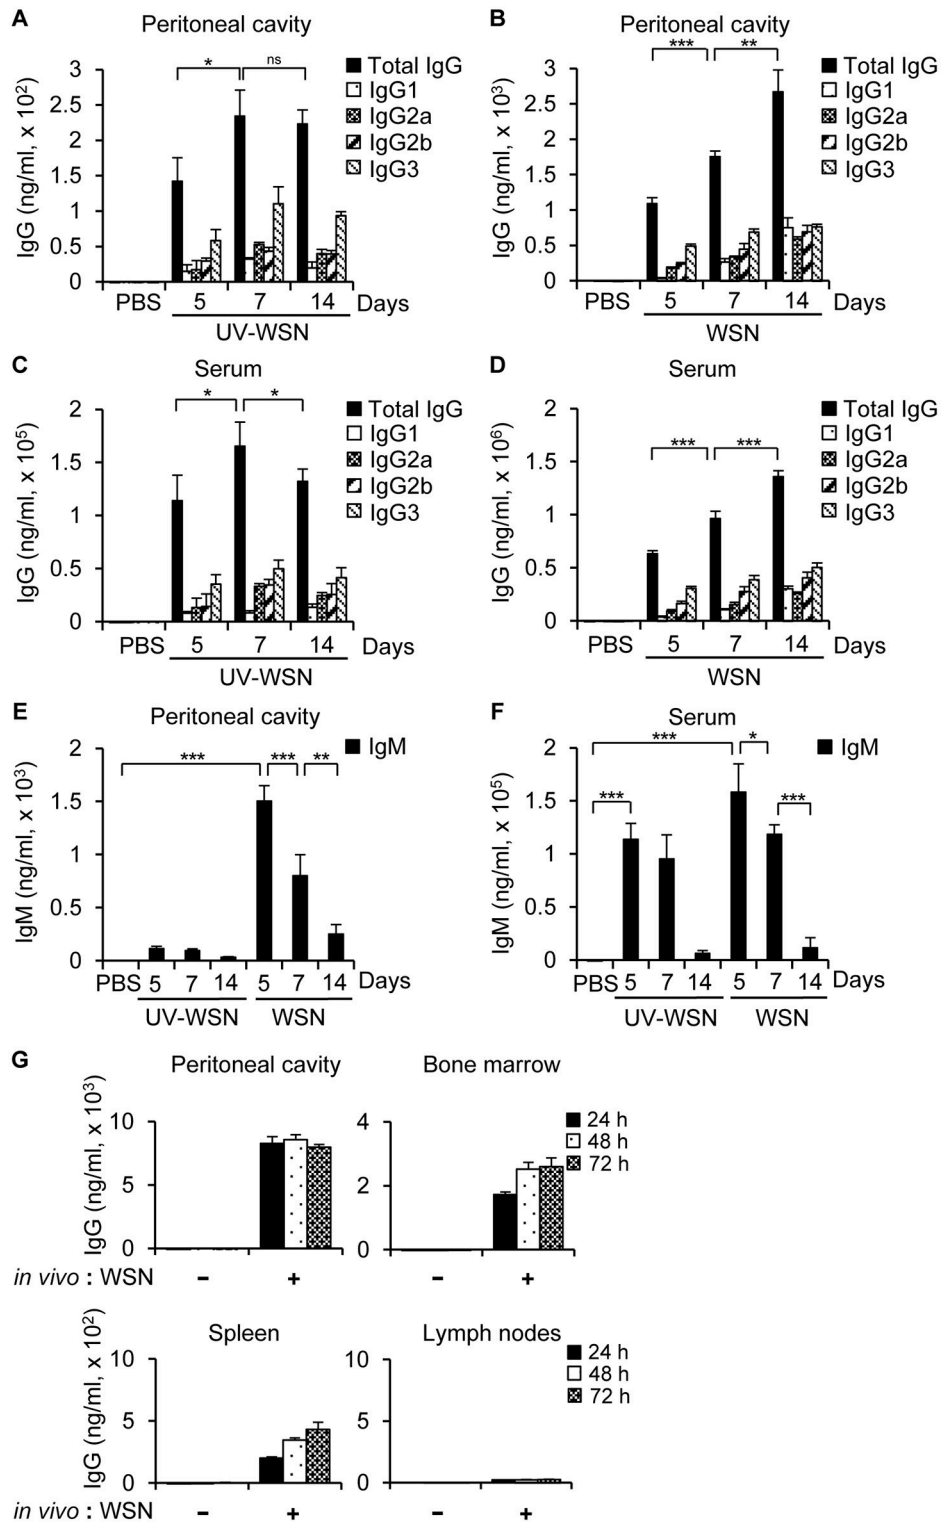 A
Peritoneal cavity
IgG (ng/ml, x 10²)
3
2.5
2
1.5
1
0.5
0
*
ns
Total IgG
IgG1
IgG2a
IgG2b
IgG3
PBS 5 7 14 Days
UV-WSN
B
Peritoneal cavity
IgG (ng/ml, x 10³)
3
2.5
2
1.5
1
0.5
0
***
**
Total IgG
IgG1
IgG2a
IgG2b
IgG3
PBS 5 7 14 Days
WSN
C
Serum
IgG (ng/ml, x 10⁵)
2
1.5
1
0.5
0
*
*
Total IgG
IgG1
IgG2a
IgG2b
IgG3
PBS 5 7 14 Days
UV-WSN
D
Serum
IgG (ng/ml, x 10⁶)
2
1.5
1
0.5
0
***
***
Total IgG
IgG1
IgG2a
IgG2b
IgG3
PBS 5 7 14 Days
WSN
E
Peritoneal cavity
IgM (ng/ml, x 10³)
2
1.5
1
0.5
0
***
***
**
IgM
PBS 5 7 14 5 7 14 Days
UV-WSN WSN
F
Serum
IgM (ng/ml, x 10⁵)
2
1.5
1
0.5
0
***
***
*
***
IgM
PBS 5 7 14 5 7 14 Days
UV-WSN WSN
G
Peritoneal cavity
IgG (ng/ml, x 10³)
10
5
0
Bone marrow
4
2
0
24 h
48 h
72 h
in vivo : WSN - + - +
Spleen
IgG (ng/ml, x 10²)
10
5
0
Lymph nodes
10
5
0
24 h
48 h
72 h
in vivo : WSN - + - +